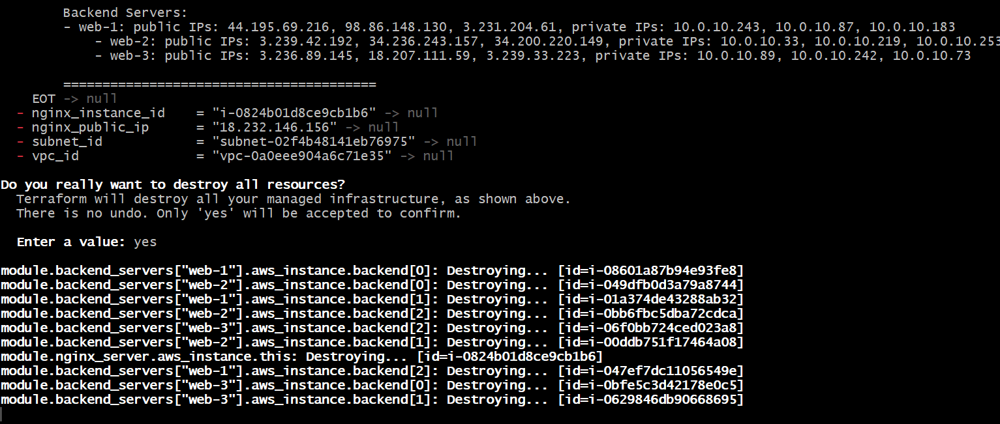 Backend Servers:
- web-1: public IPs: 44.195.69.216, 98.86.148.130, 3.231.204.61, private IPs: 10.0.10.243, 10.0.10.87, 10.0.10.183
- web-2: public IPs: 3.239.42.192, 34.236.243.157, 34.200.220.149, private IPs: 10.0.10.33, 10.0.10.219, 10.0.10.253
- web-3: public IPs: 3.236.89.145, 18.207.111.59, 3.239.33.223, private IPs: 10.0.10.89, 10.0.10.242, 10.0.10.73
========================================
EOT -> null
- nginx_instance_id = "i-0824b01d8ce9cb1b6" -> null
- nginx_public_ip = "18.232.146.156" -> null
- subnet_id = "subnet-02f4b48141eb76975" -> null
- vpc_id = "vpc-0a0eee904a6c71e35" -> null
Do you really want to destroy all resources?
Terraform will destroy all your managed infrastructure, as shown above.
There is no undo. Only 'yes' will be accepted to confirm.
Enter a value: yes
module.backend_servers["web-1"].aws_instance.backend[0]: Destroying... [id=i-08601a87b94e93fe8]
module.backend_servers["web-2"].aws_instance.backend[0]: Destroying... [id=i-049dfb0d3a79a8744]
module.backend_servers["web-1"].aws_instance.backend[1]: Destroying... [id=i-01a374de43288ab32]
module.backend_servers["web-2"].aws_instance.backend[2]: Destroying... [id=i-0bb6fbc5dba72cdca]
module.backend_servers["web-3"].aws_instance.backend[2]: Destroying... [id=i-06f0bb724ced023a8]
module.backend_servers["web-2"].aws_instance.backend[1]: Destroying... [id=i-00ddb751f17464a08]
module.nginx_server.aws_instance.this: Destroying... [id=i-0824b01d8ce9cb1b6]
module.backend_servers["web-1"].aws_instance.backend[2]: Destroying... [id=i-047ef7dc11056549e]
module.backend_servers["web-3"].aws_instance.backend[0]: Destroying... [id=i-0bfe5c3d42178e0c5]
module.backend_servers["web-3"].aws_instance.backend[1]: Destroying... [id=i-0629846db90668695]